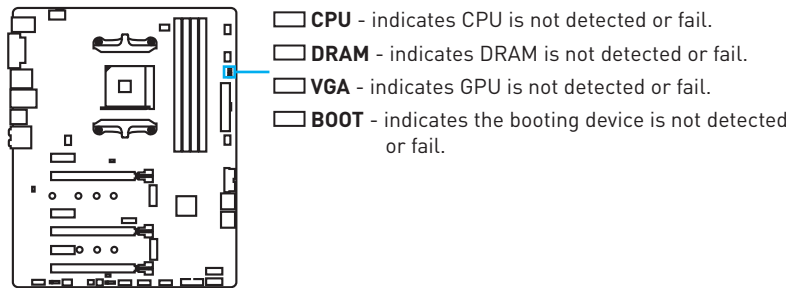 CPU - indicates CPU is not detected or fail.
DRAM - indicates DRAM is not detected or fail.
VGA - indicates GPU is not detected or fail.
BOOT - indicates the booting device is not detected
or fail.